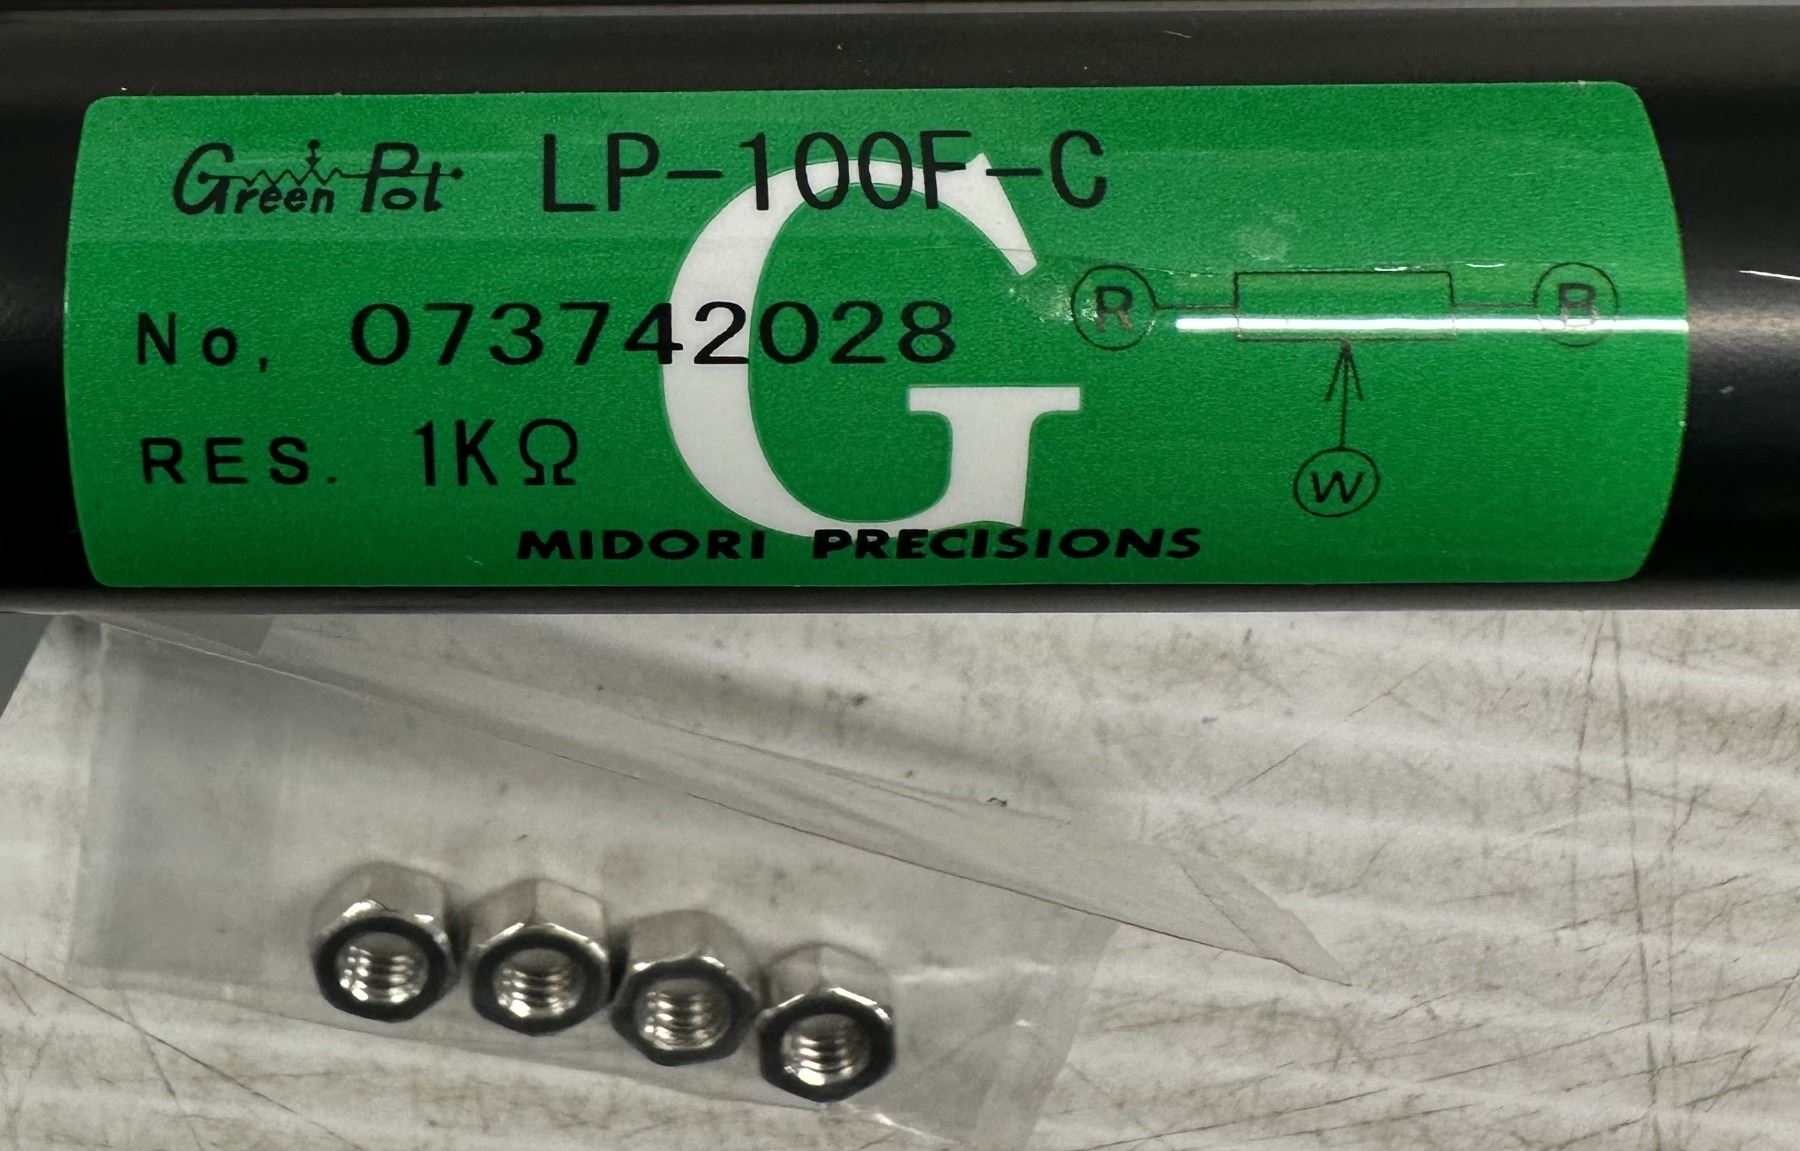 Green Pot LP-100F-C
No, 073742028
RES. 1KΩ
R B
W
G
MIDORI PRECISIONS